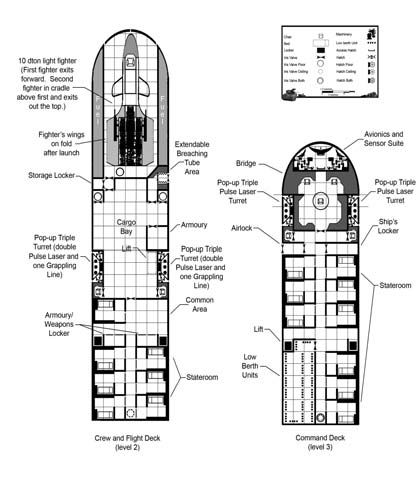 10 dton light fighter
(First fighter exits
forward. Second
fighter in cradle
above first and exits
out the top.)
Fuel
Fuel
Fighter's wings
on fold
after launch
Extendable
Breaching
Tube
Area
Storage Locker
Cargo
Bay
Armoury
Pop-up Triple
Turret (double
Pulse Laser and
one Grappling
Line)
Lift
Pop-up Triple
Turret (double
Pulse Laser and
one Grappling
Line)
Common
Area
Armoury/
Weapons
Locker
Stateroom
Crew and Flight Deck
(level 2)
Chair
Machinery
Bed
Low berth Unit
Locker
Access Hatch
Iris Valve
Hatch
Iris Valve Floor
Hatch Floor
Iris Valve Ceiling
Hatch Ceiling
Iris Valve Both
Hatch Both
Avionics and
Sensor Suite
Bridge
Pop-up Triple
Pulse Laser
Turret
Pop-up Triple
Pulse Laser
Turret
Airlock
Ship's
Locker
Stateroom
Lift
Low
Berth
Units
Command Deck
(level 3)